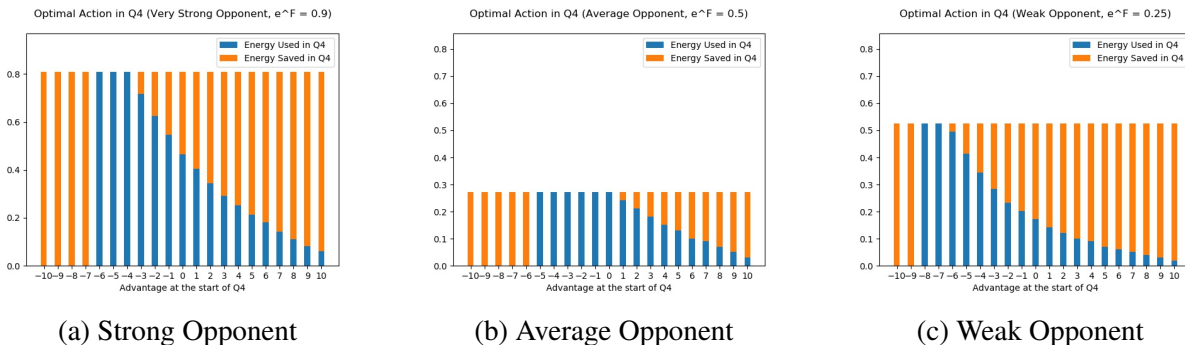 Optimal Action in Q4 (Very Strong Opponent, e^F = 0.9)
Energy Used in Q4
Energy Saved in Q4
0.8
0.6
0.4
0.2
0.0
−10 −9 −8 −7 −6 −5 −4 −3 −2 −1 0 1 2 3 4 5 6 7 8 9 10
Advantage at the start of Q4
(a) Strong Opponent
Optimal Action in Q4 (Average Opponent, e^F = 0.5)
Energy Used in Q4
Energy Saved in Q4
0.8
0.7
0.6
0.5
0.4
0.3
0.2
0.1
0.0
−10 −9 −8 −7 −6 −5 −4 −3 −2 −1 0 1 2 3 4 5 6 7 8 9 10
Advantage at the start of Q4
(b) Average Opponent
Optimal Action in Q4 (Weak Opponent, e^F = 0.25)
Energy Used in Q4
Energy Saved in Q4
0.8
0.7
0.6
0.5
0.4
0.3
0.2
0.1
0.0
−10 −9 −8 −7 −6 −5 −4 −3 −2 −1 0 1 2 3 4 5 6 7 8 9 10
Advantage at the start of Q4
(c) Weak Opponent